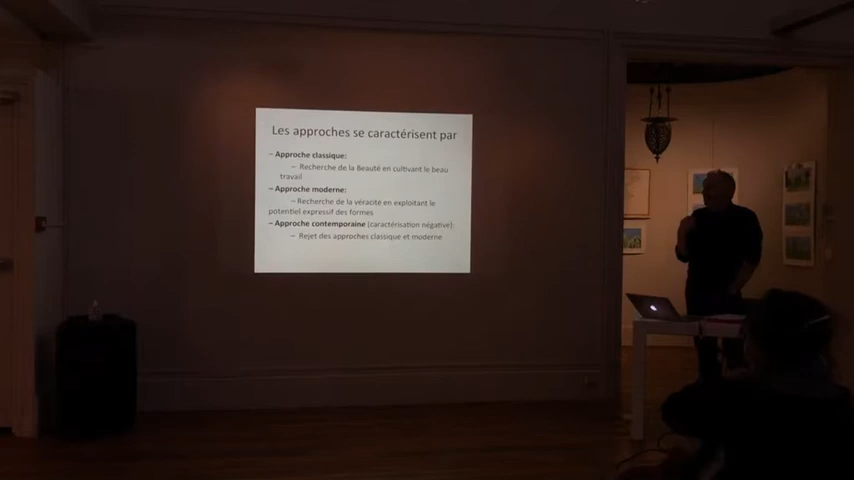 Les approches se caractérisent par
– Approche classique:
– Recherche de la Beauté en cultivant le beau
travail
– Approche moderne:
– Recherche de la véracité en exploitant le
potentiel expressif des formes
– Approche contemporaine (caractérisation négative):
– Rejet des approches classique et moderne